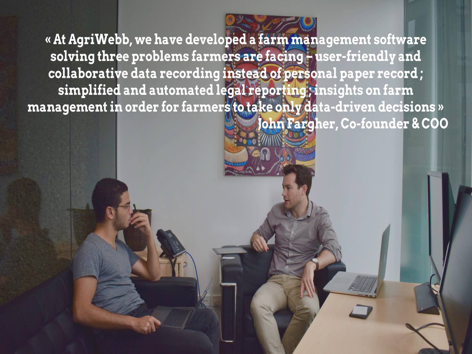 « At AgriWebb, we have developed a farm management software
solving three problems farmers are facing – user-friendly and
collaborative data recording instead of personal paper record ;
simplified and automated legal reporting ; insights on farm
management in order for farmers to take only data-driven decisions »
John Fargher, Co-founder & COO